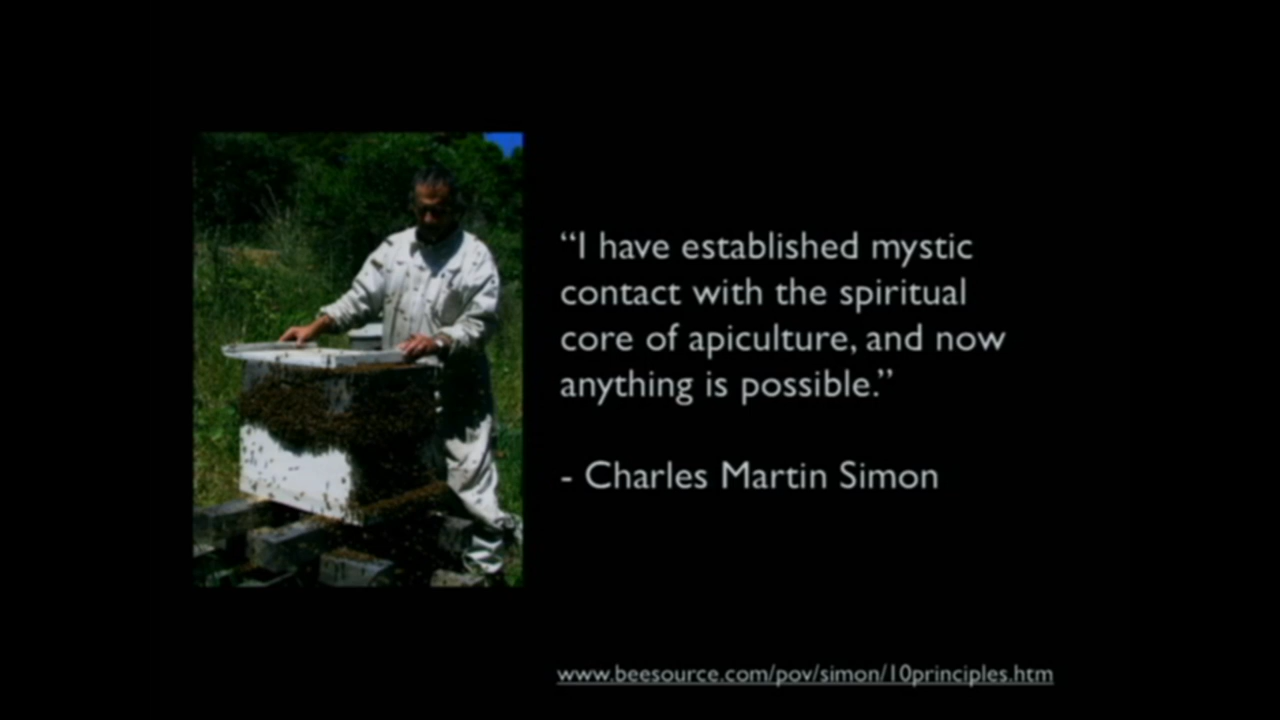 “I have established mystic
contact with the spiritual
core of apiculture, and now
anything is possible.”
- Charles Martin Simon
www.beesource.com/pov/simon/10principles.htm